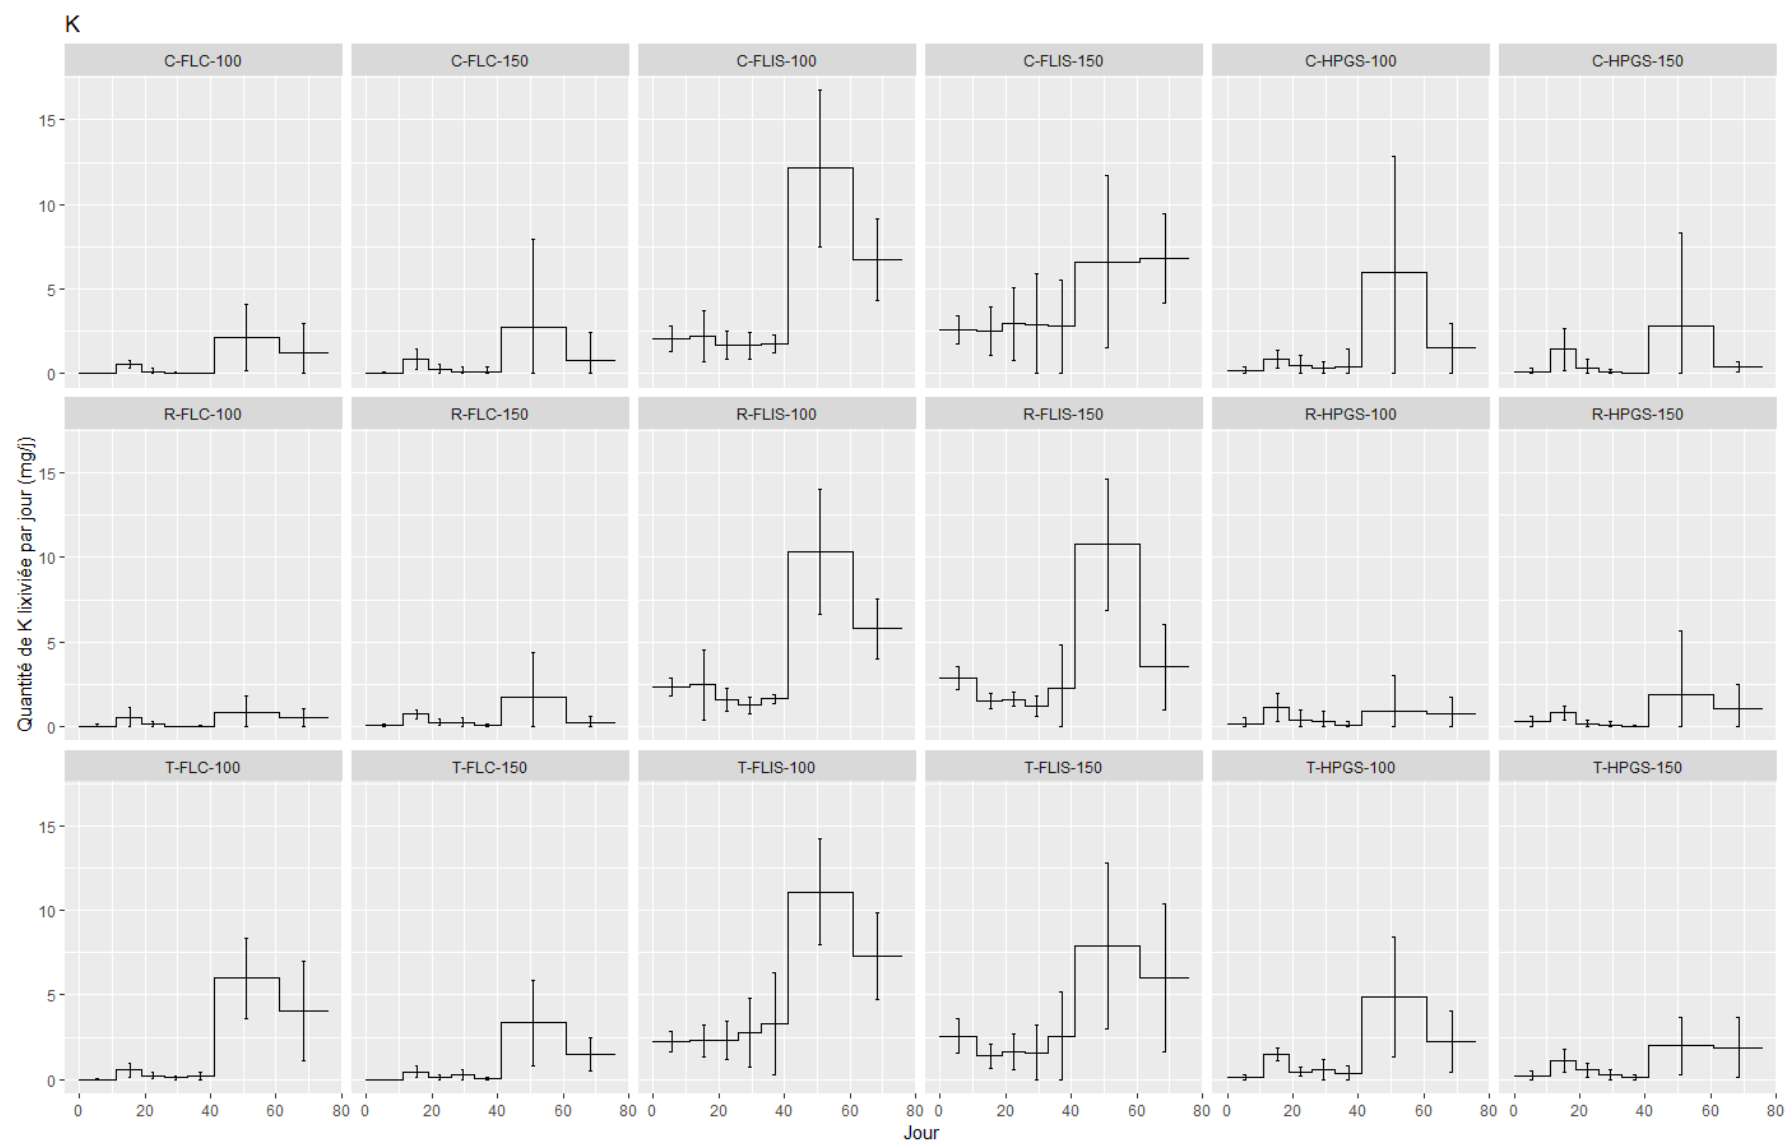 K
C-FLC-100 C-FLC-150 C-FLIS-100 C-FLIS-150 C-HPGS-100 C-HPGS-150
15
10
5
0
R-FLC-100 R-FLC-150 R-FLIS-100 R-FLIS-150 R-HPGS-100 R-HPGS-150
15
10
5
0
T-FLC-100 T-FLC-150 T-FLIS-100 T-FLIS-150 T-HPGS-100 T-HPGS-150
15
10
5
0
0 20 40 60 80 0 20 40 60 80 0 20 40 60 80 0 20 40 60 80 0 20 40 60 80 0 20 40 60 80
Jour
Quantité de K lixiviée par jour (mg/j)